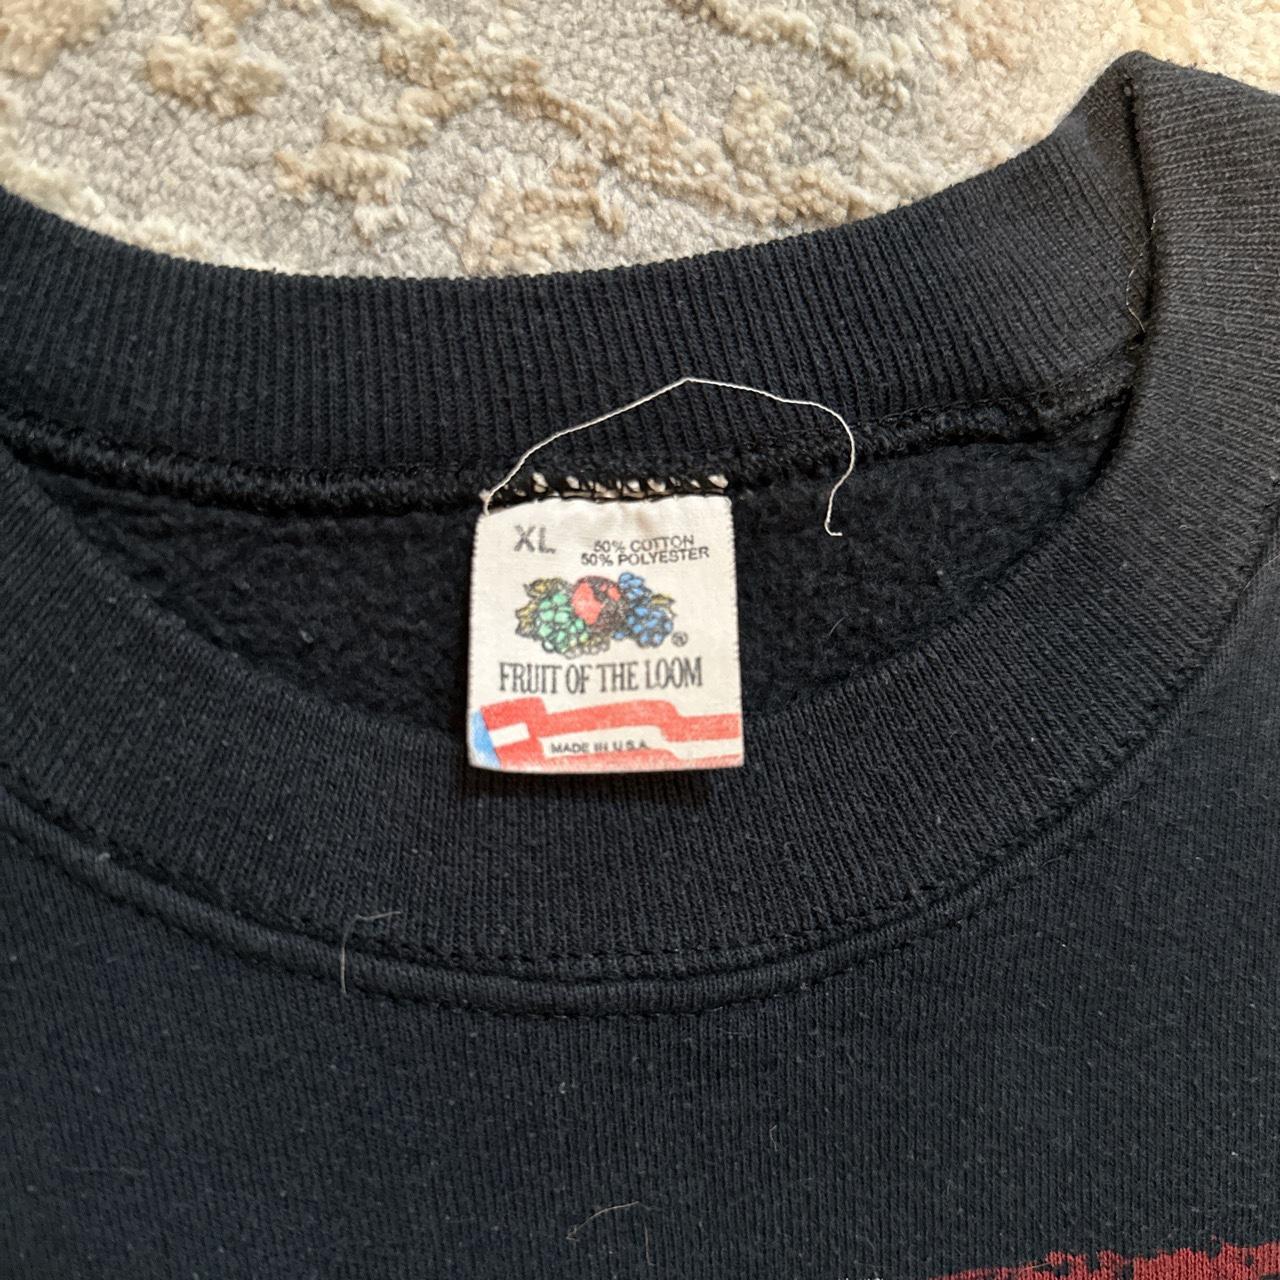 XL
50% COTTON
50% POLYESTER
®
FRUIT OF THE LOOM
MADE IN U.S.A.